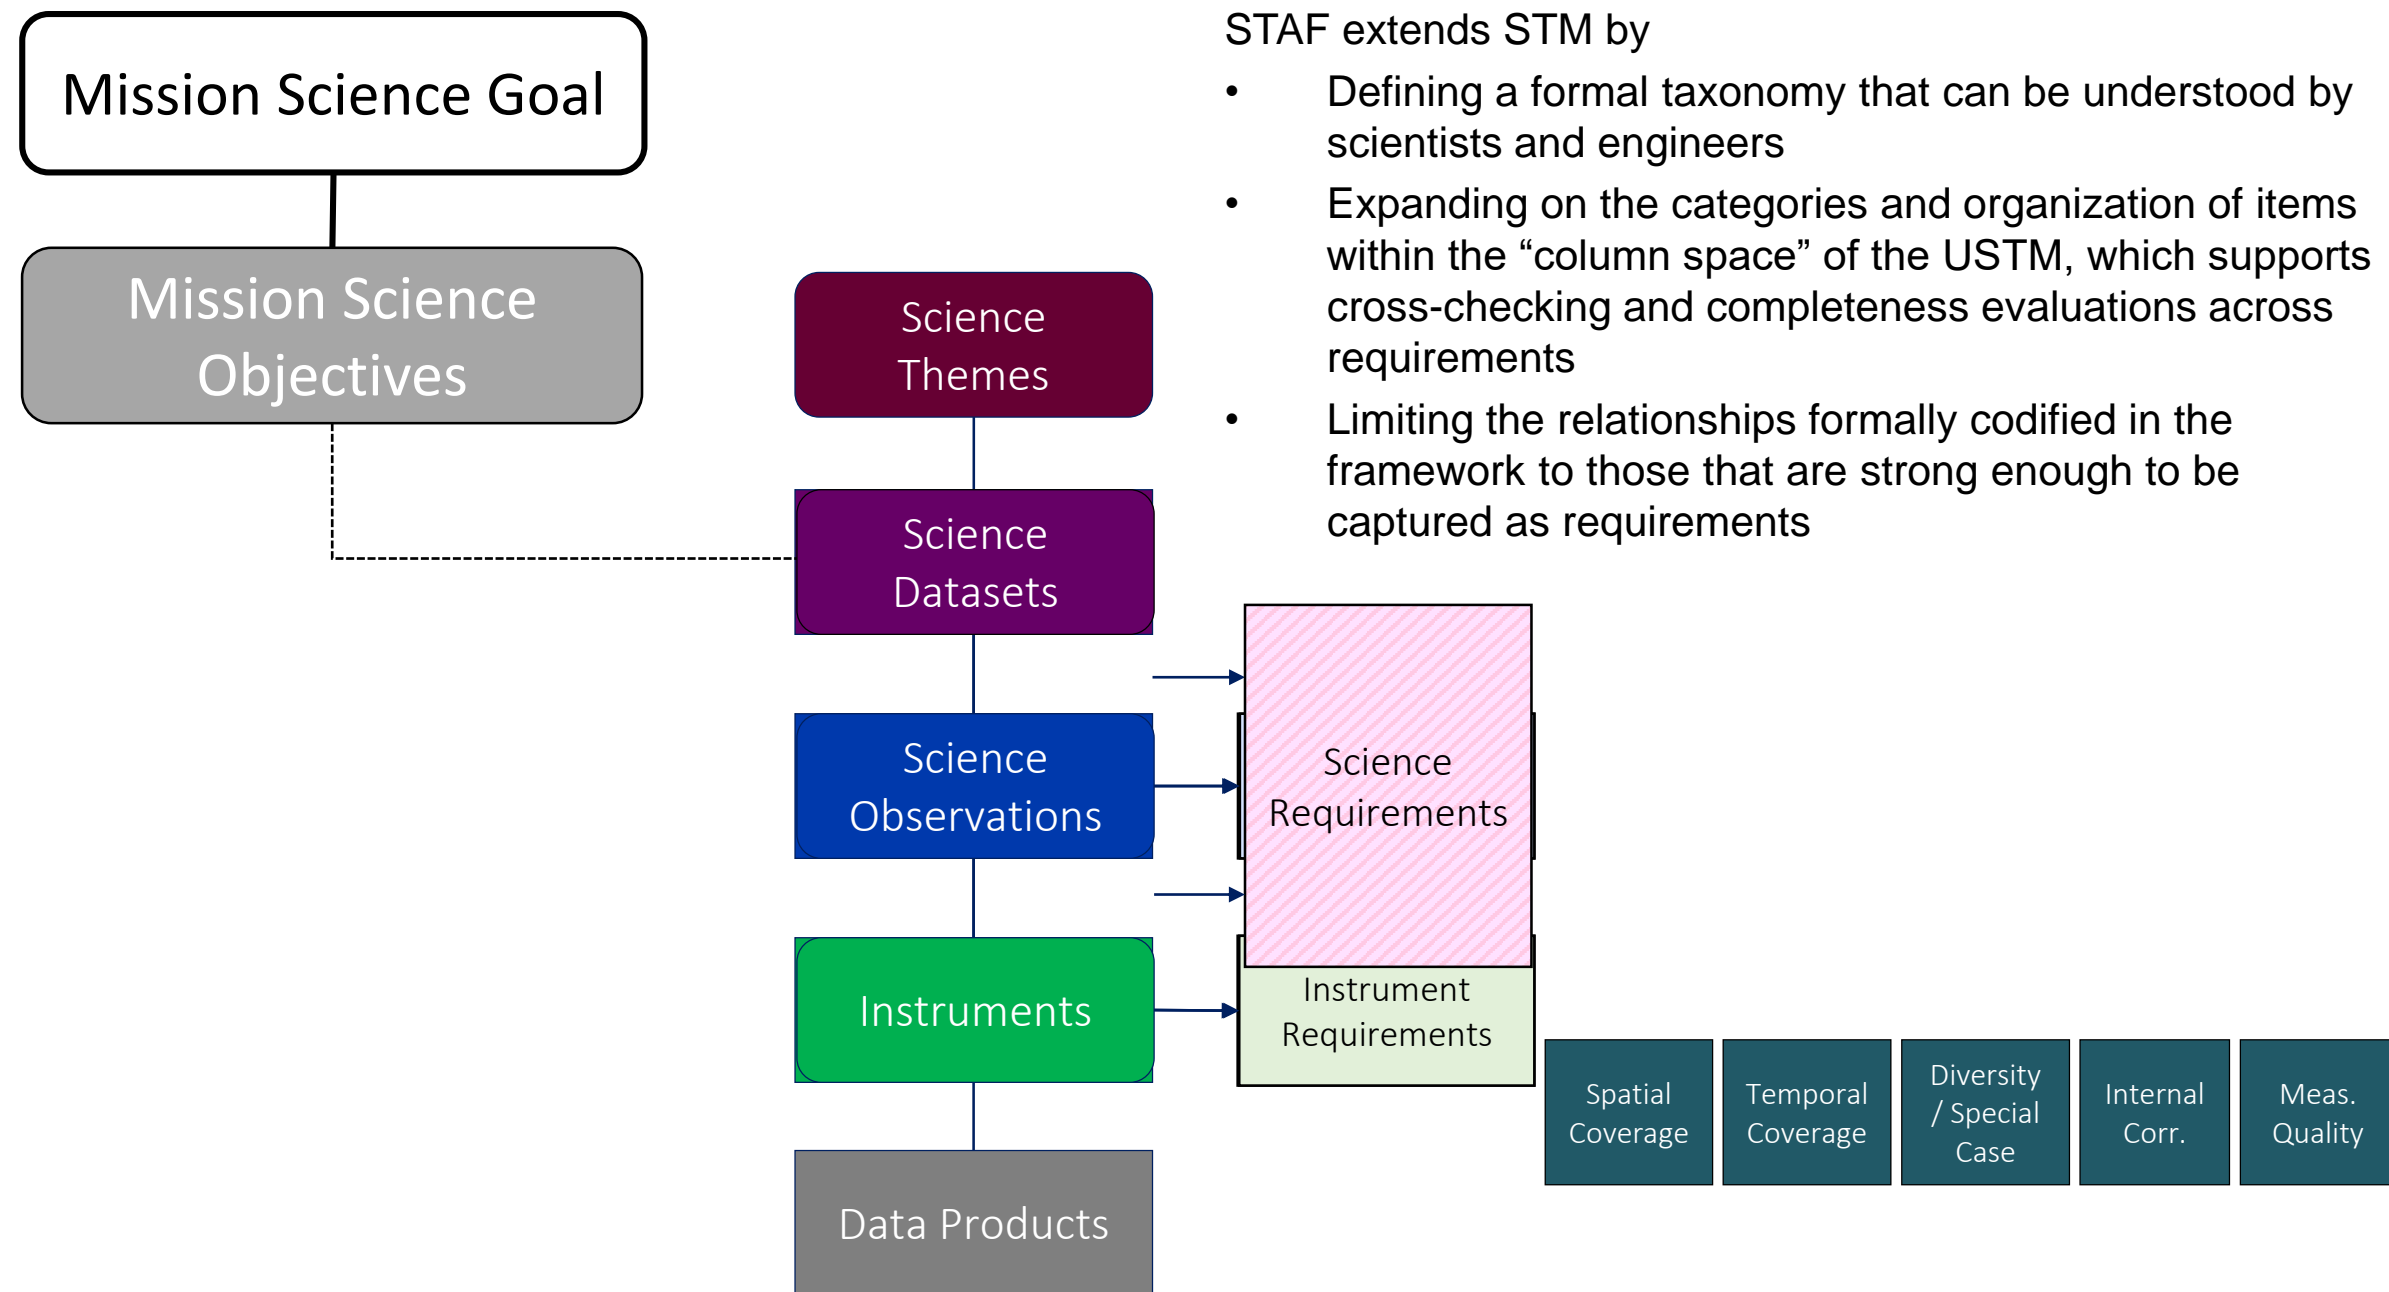 Mission Science Goal
Mission Science
Objectives
STAF extends STM by
• Defining a formal taxonomy that can be understood by
scientists and engineers
• Expanding on the categories and organization of items
within the “column space” of the USTM, which supports
cross-checking and completeness evaluations across
requirements
• Limiting the relationships formally codified in the
framework to those that are strong enough to be
captured as requirements
Science
Themes
Science
Datasets
Science
Observations
Science
Requirements
Instruments
Instrument
Requirements
Spatial
Coverage
Temporal
Coverage
Diversity
/ Special
Case
Internal
Corr.
Meas.
Quality
Data Products